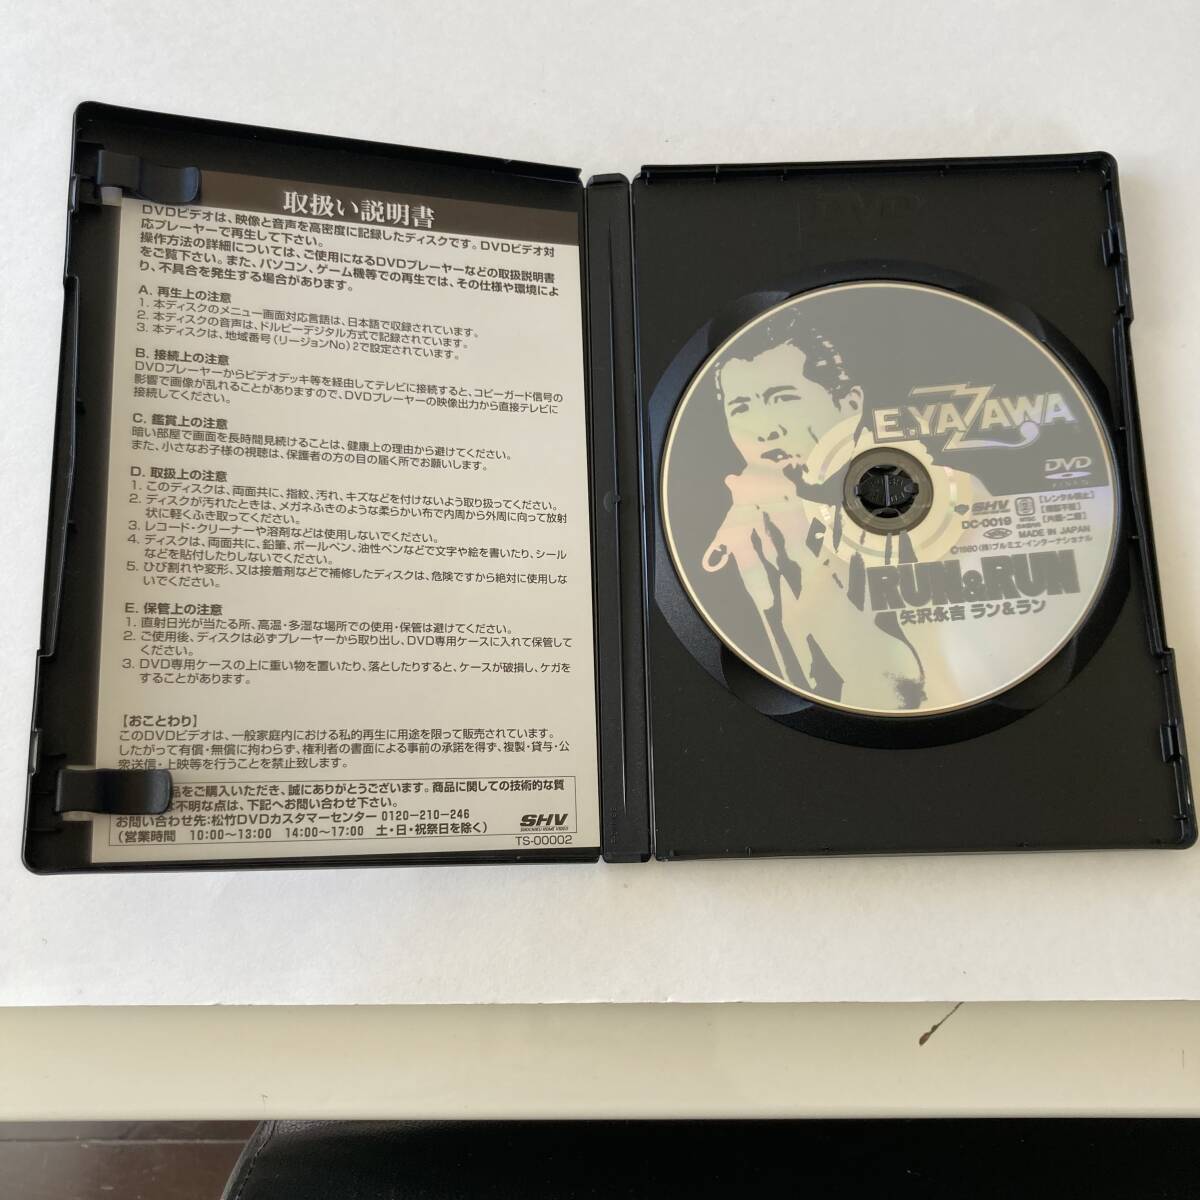 取扱い説明書
DVDビデオは、映像と音声を高密度に記録したディスクです。DVDビデオ対
応プレーヤーで再生して下さい。
操作方法の詳細については、ご使用になるDVDプレーヤーなどの取扱説明書
をご覧下さい。また、パソコン、ゲーム機等での再生では、その仕様や環境によ
り、不具合を発生する場合があります。
A. 再生上の注意
1. 本ディスクのメニュー画面対応言語は、日本語で収録されています。
2. 本ディスクの音声は、ドルビーデジタル方式で記録されています。
3. 本ディスクは、地域番号(リージョンNo)2で設定されています。
B. 接続上の注意
DVDプレーヤーからビデオデッキ等を経由してテレビに接続すると、コピーガード信号の
影響で画像が乱れることがありますので、DVDプレーヤーの映像出力から直接テレビに
接続してください。
C. 鑑賞上の注意
暗い部屋で画面を長時間見続けることは、健康上の理由から避けてください。
また、小さなお子様の視聴は、保護者の方の目の届く所でお願いします。
D. 取扱上の注意
1. このディスクは、両面共に、指紋、汚れ、キズなどを付けないよう取り扱ってください。
2. ディスクが汚れたときは、メガネふきのような柔らかい布で内周から外周に向って放射
状に軽くふき取ってください。
3. レコード・クリーナーや溶剤などは使用しないでください。
4. ディスクは、両面共に、鉛筆、ボールペン、油性ペンなどで文字や絵を書いたり、シール
などを貼付したりしないでください。
5. ひび割れや変形、又は接着剤などで補修したディスクは、危険ですから絶対に使用しな
いでください。
E. 保管上の注意
1. 直射日光が当たる所、高温・多湿な場所での使用・保管は避けてください。
2. ご使用後、ディスクは必ずプレーヤーから取り出し、DVD専用ケースに入れて保管して
ください。
3. DVD専用ケースの上に重い物を置いたり、落としたりすると、ケースが破損し、ケガを
することがあります。
【おことわり】
このDVDビデオは、一般家庭内における私的再生に用途を限って販売されています。
したがって有償・無償に拘わらず、権利者の書面による事前の承諾を得ず、複製・貸与・公
衆送信・上映等を行うことを禁止致します。
品をご購入いただき、誠にありがとうございます。商品に関しての技術的な質
は不明な点は、下記へお問い合わせ下さい。
お問い合わせ先:松竹DVDカスタマーセンター 0120-210-246
(営業時間 10:00〜13:00 14:00〜17:00 土・日・祝祭日を除く)
SHV
SHOCHIKU HOME VIDEO
TS-00002
E.YAZAWA
DVD
VIDEO
SHV
DC-0019
2
[レンタル禁止]
[複製不能]
[片面・二層]
MADE IN JAPAN
©1980 (株)プルミエ・インターナショナル
RUN&RUN
矢沢永吉 ラン&ラン